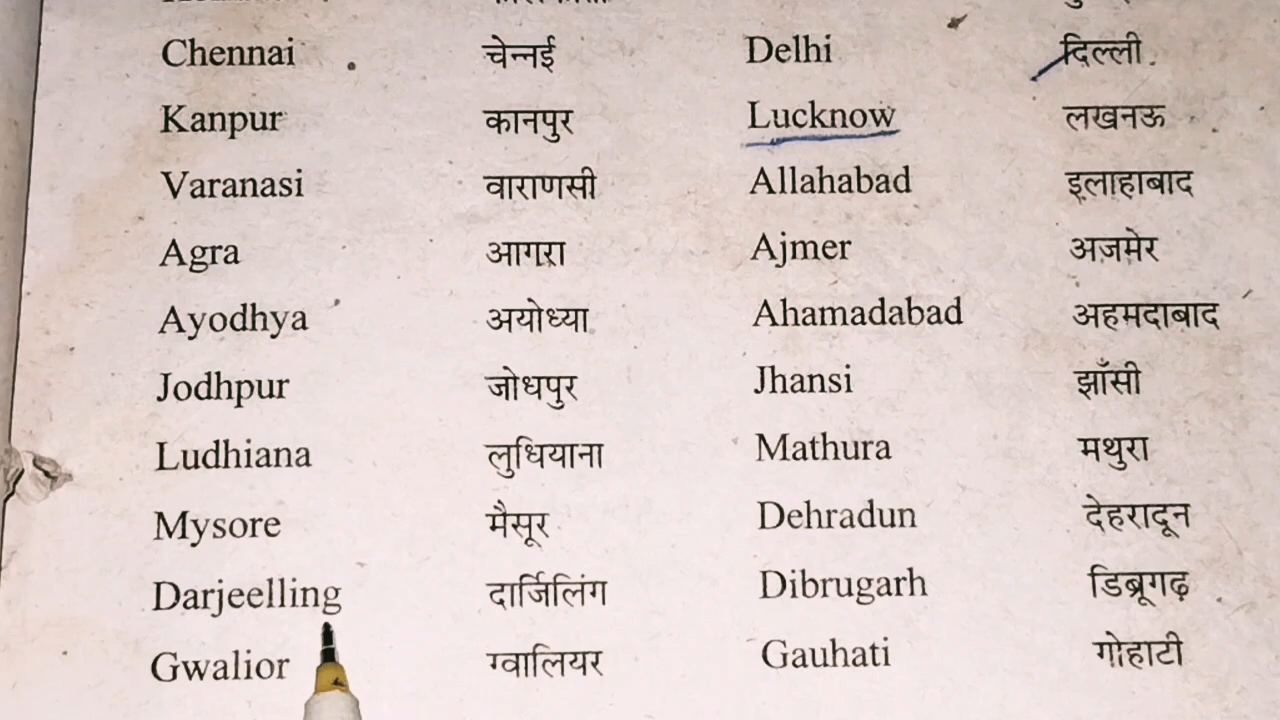 Chennai चेन्नई Delhi दिल्ली
Kanpur कानपुर Lucknow लखनऊ
Varanasi वाराणसी Allahabad इलाहाबाद
Agra आगरा Ajmer अजमेर
Ayodhya अयोध्या Ahamadabad अहमदाबाद
Jodhpur जोधपुर Jhansi झाँसी
Ludhiana लुधियाना Mathura मथुरा
Mysore मैसूर Dehradun देहरादून
Darjeelling दार्जिलिंग Dibrugarh डिब्रूगढ़
Gwalior ग्वालियर Gauhati गोहाटी